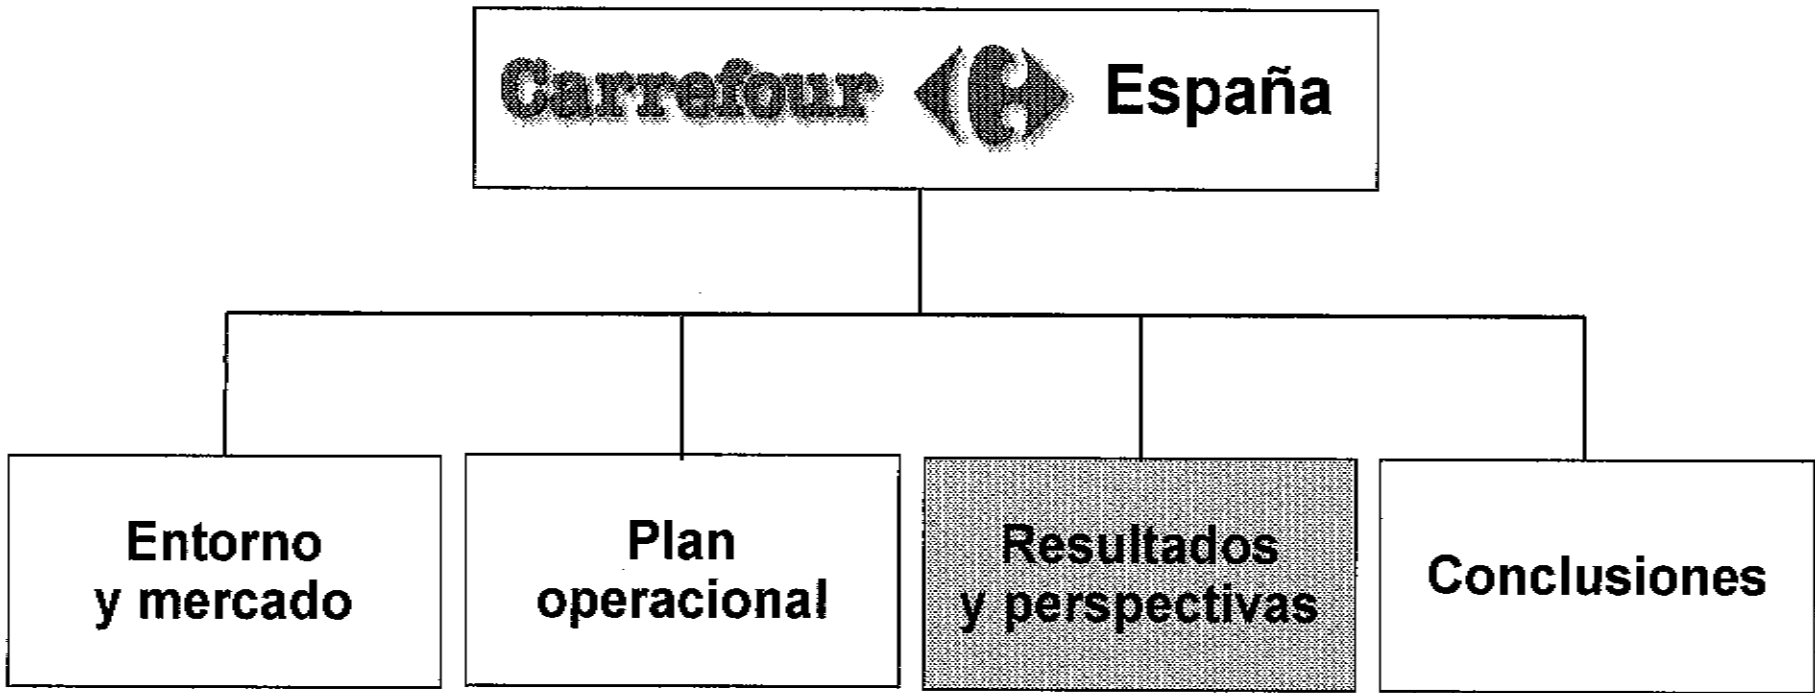 Carrefour España
Entorno
y mercado
Plan
operacional
Resultados
y perspectivas
Conclusiones